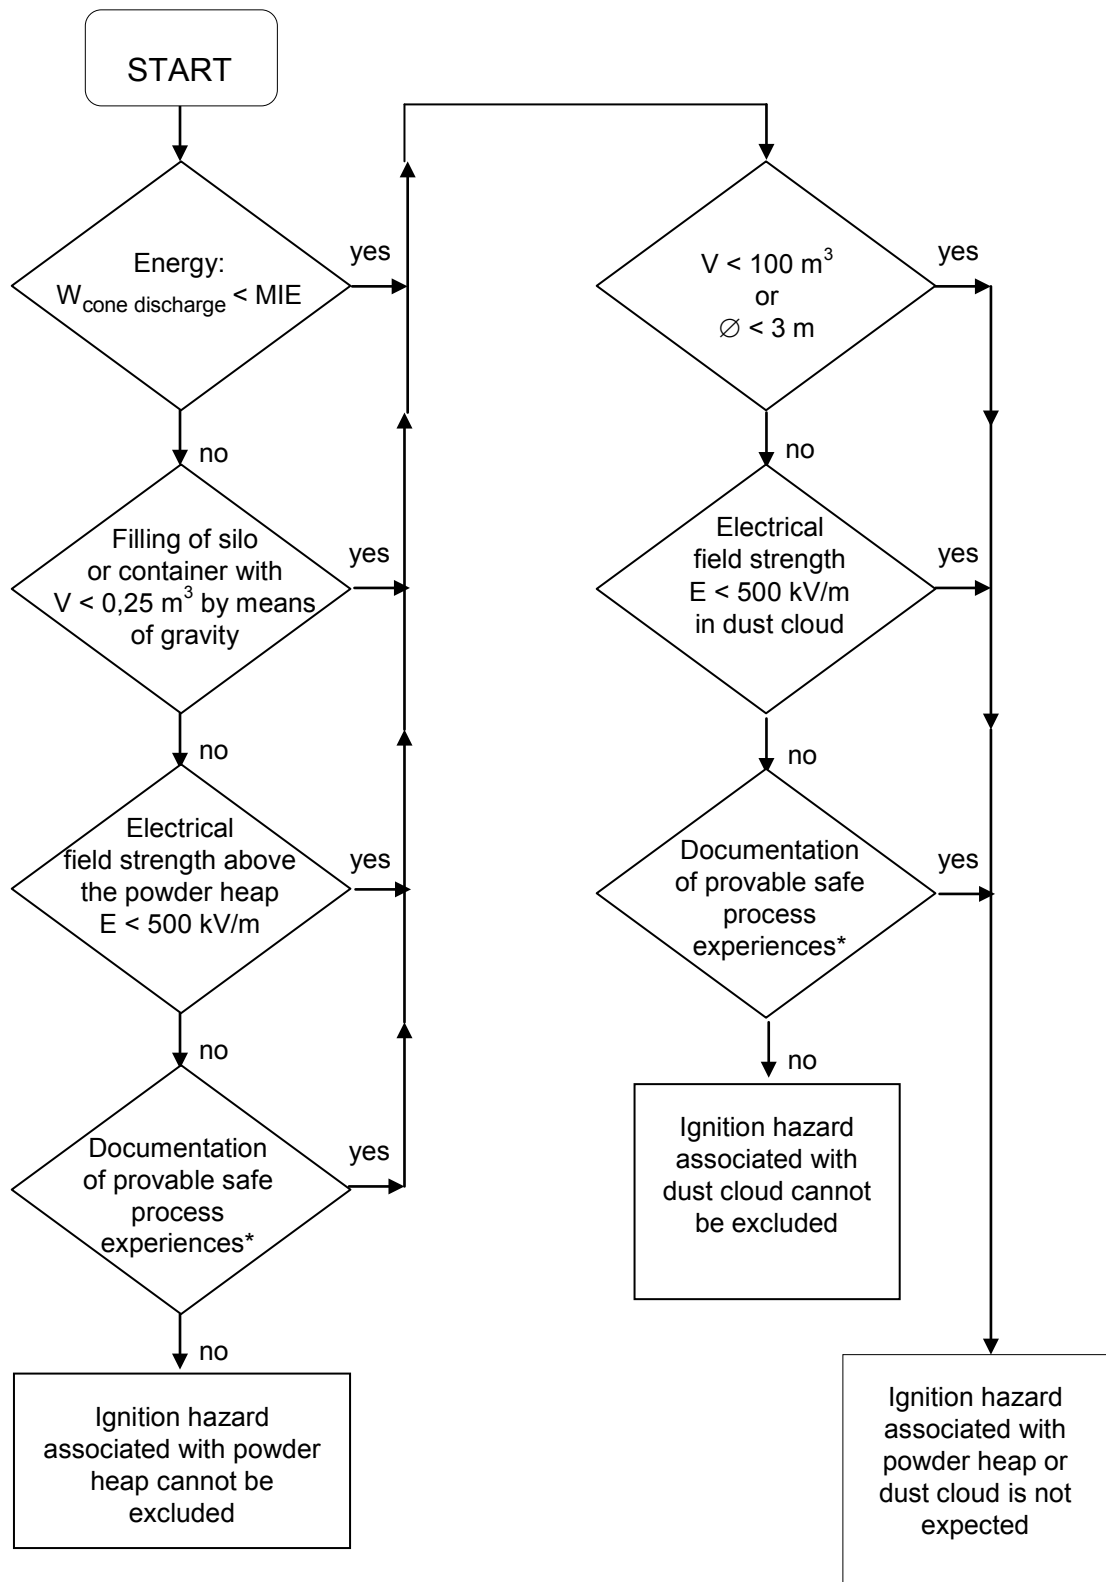 START
Energy:
W cone discharge < MIE
yes
no
Filling of silo
or container with
V < 0,25 m³ by means
of gravity
yes
no
Electrical
field strength above
the powder heap
E < 500 kV/m
yes
no
Documentation
of provable safe
process
experiences*
yes
no
Ignition hazard
associated with powder
heap cannot be
excluded
V < 100 m³
or
∅ < 3 m
yes
no
Electrical
field strength
E < 500 kV/m
in dust cloud
yes
no
Documentation
of provable safe
process
experiences*
yes
no
Ignition hazard
associated with
dust cloud cannot
be excluded
Ignition hazard
associated with
powder heap or
dust cloud is not
expected